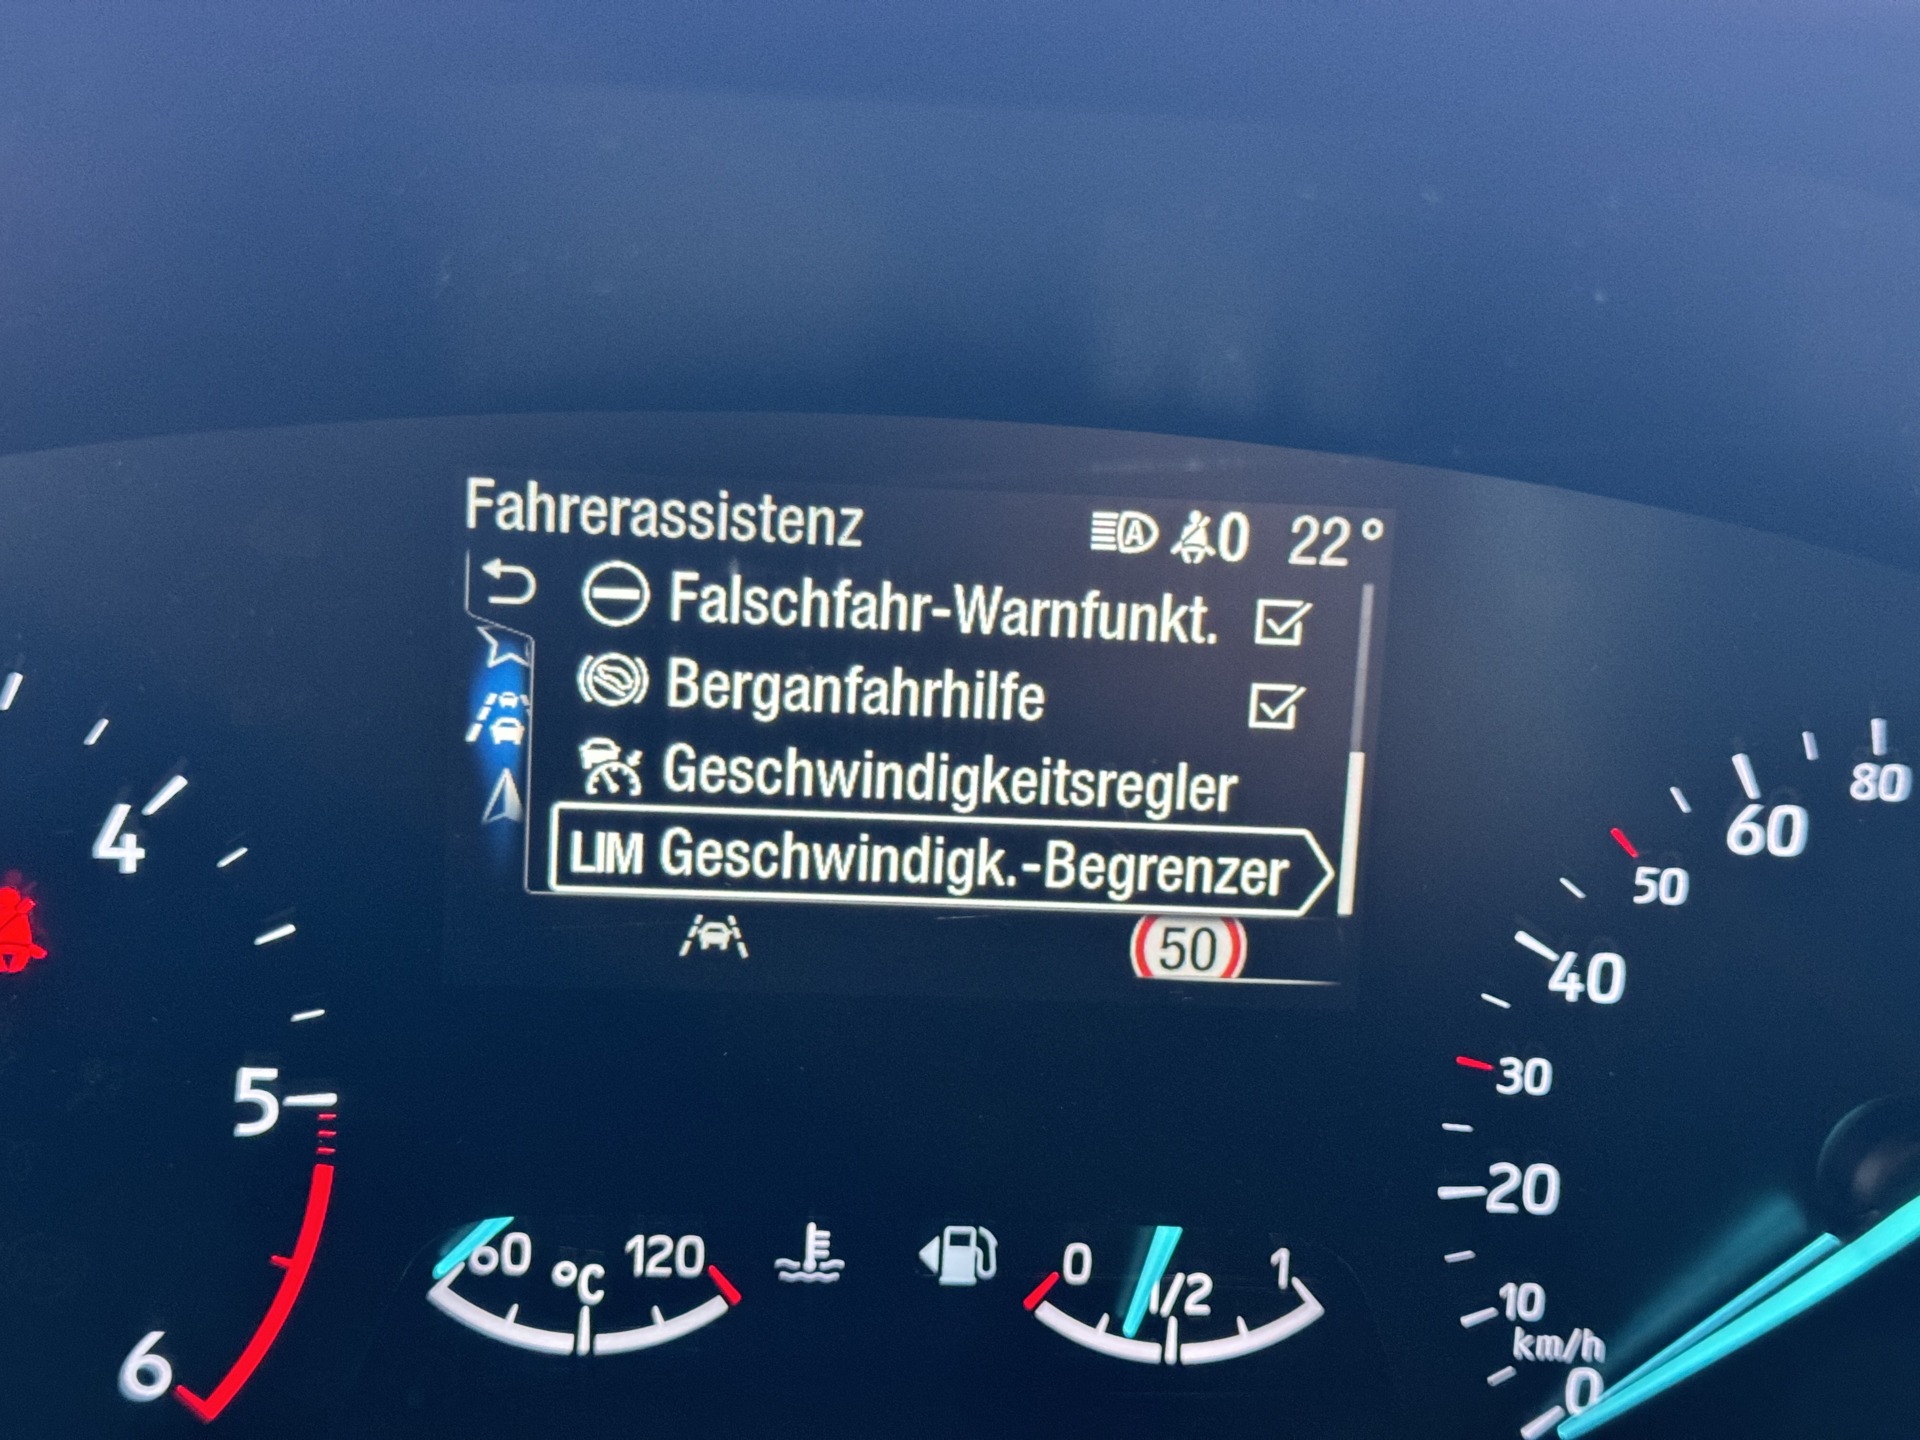 Fahrerassistenz A 0 22°
Falschfahr-Warnfunkt.
Berganfahrhilfe
Geschwindigkeitsregler
LIM Geschwindigk.-Begrenzer
50
4
5
6
60 °C 120
0 1/2 1
80
60
50
40
30
20
10
km/h
0